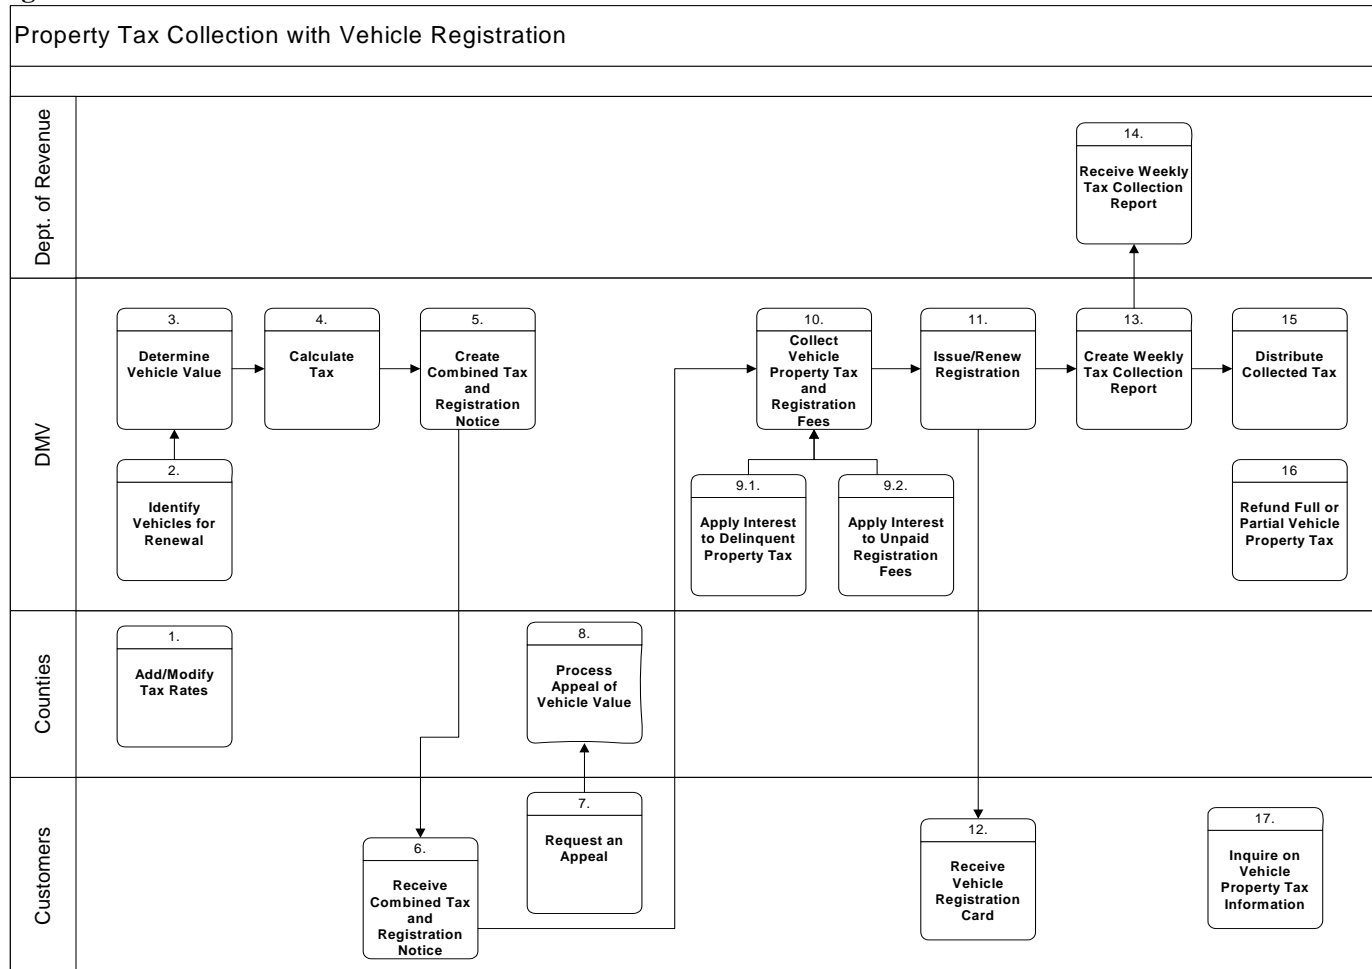 Property Tax Collection with Vehicle Registration
Dept. of Revenue
14.
Receive Weekly
Tax Collection
Report
DMV
3.
Determine
Vehicle Value
4.
Calculate
Tax
5.
Create
Combined Tax
and
Registration
Notice
10.
Collect
Vehicle
Property Tax
and
Registration
Fees
11.
Issue/Renew
Registration
13.
Create Weekly
Tax Collection
Report
15
Distribute
Collected Tax
2.
Identify
Vehicles for
Renewal
9.1.
Apply Interest
to Delinquent
Property Tax
9.2.
Apply Interest
to Unpaid
Registration
Fees
16
Refund Full or
Partial Vehicle
Property Tax
Counties
1.
Add/Modify
Tax Rates
8.
Process
Appeal of
Vehicle Value
Customers
6.
Receive
Combined Tax
and
Registration
Notice
7.
Request an
Appeal
12.
Receive
Vehicle
Registration
Card
17.
Inquire on
Vehicle
Property Tax
Information